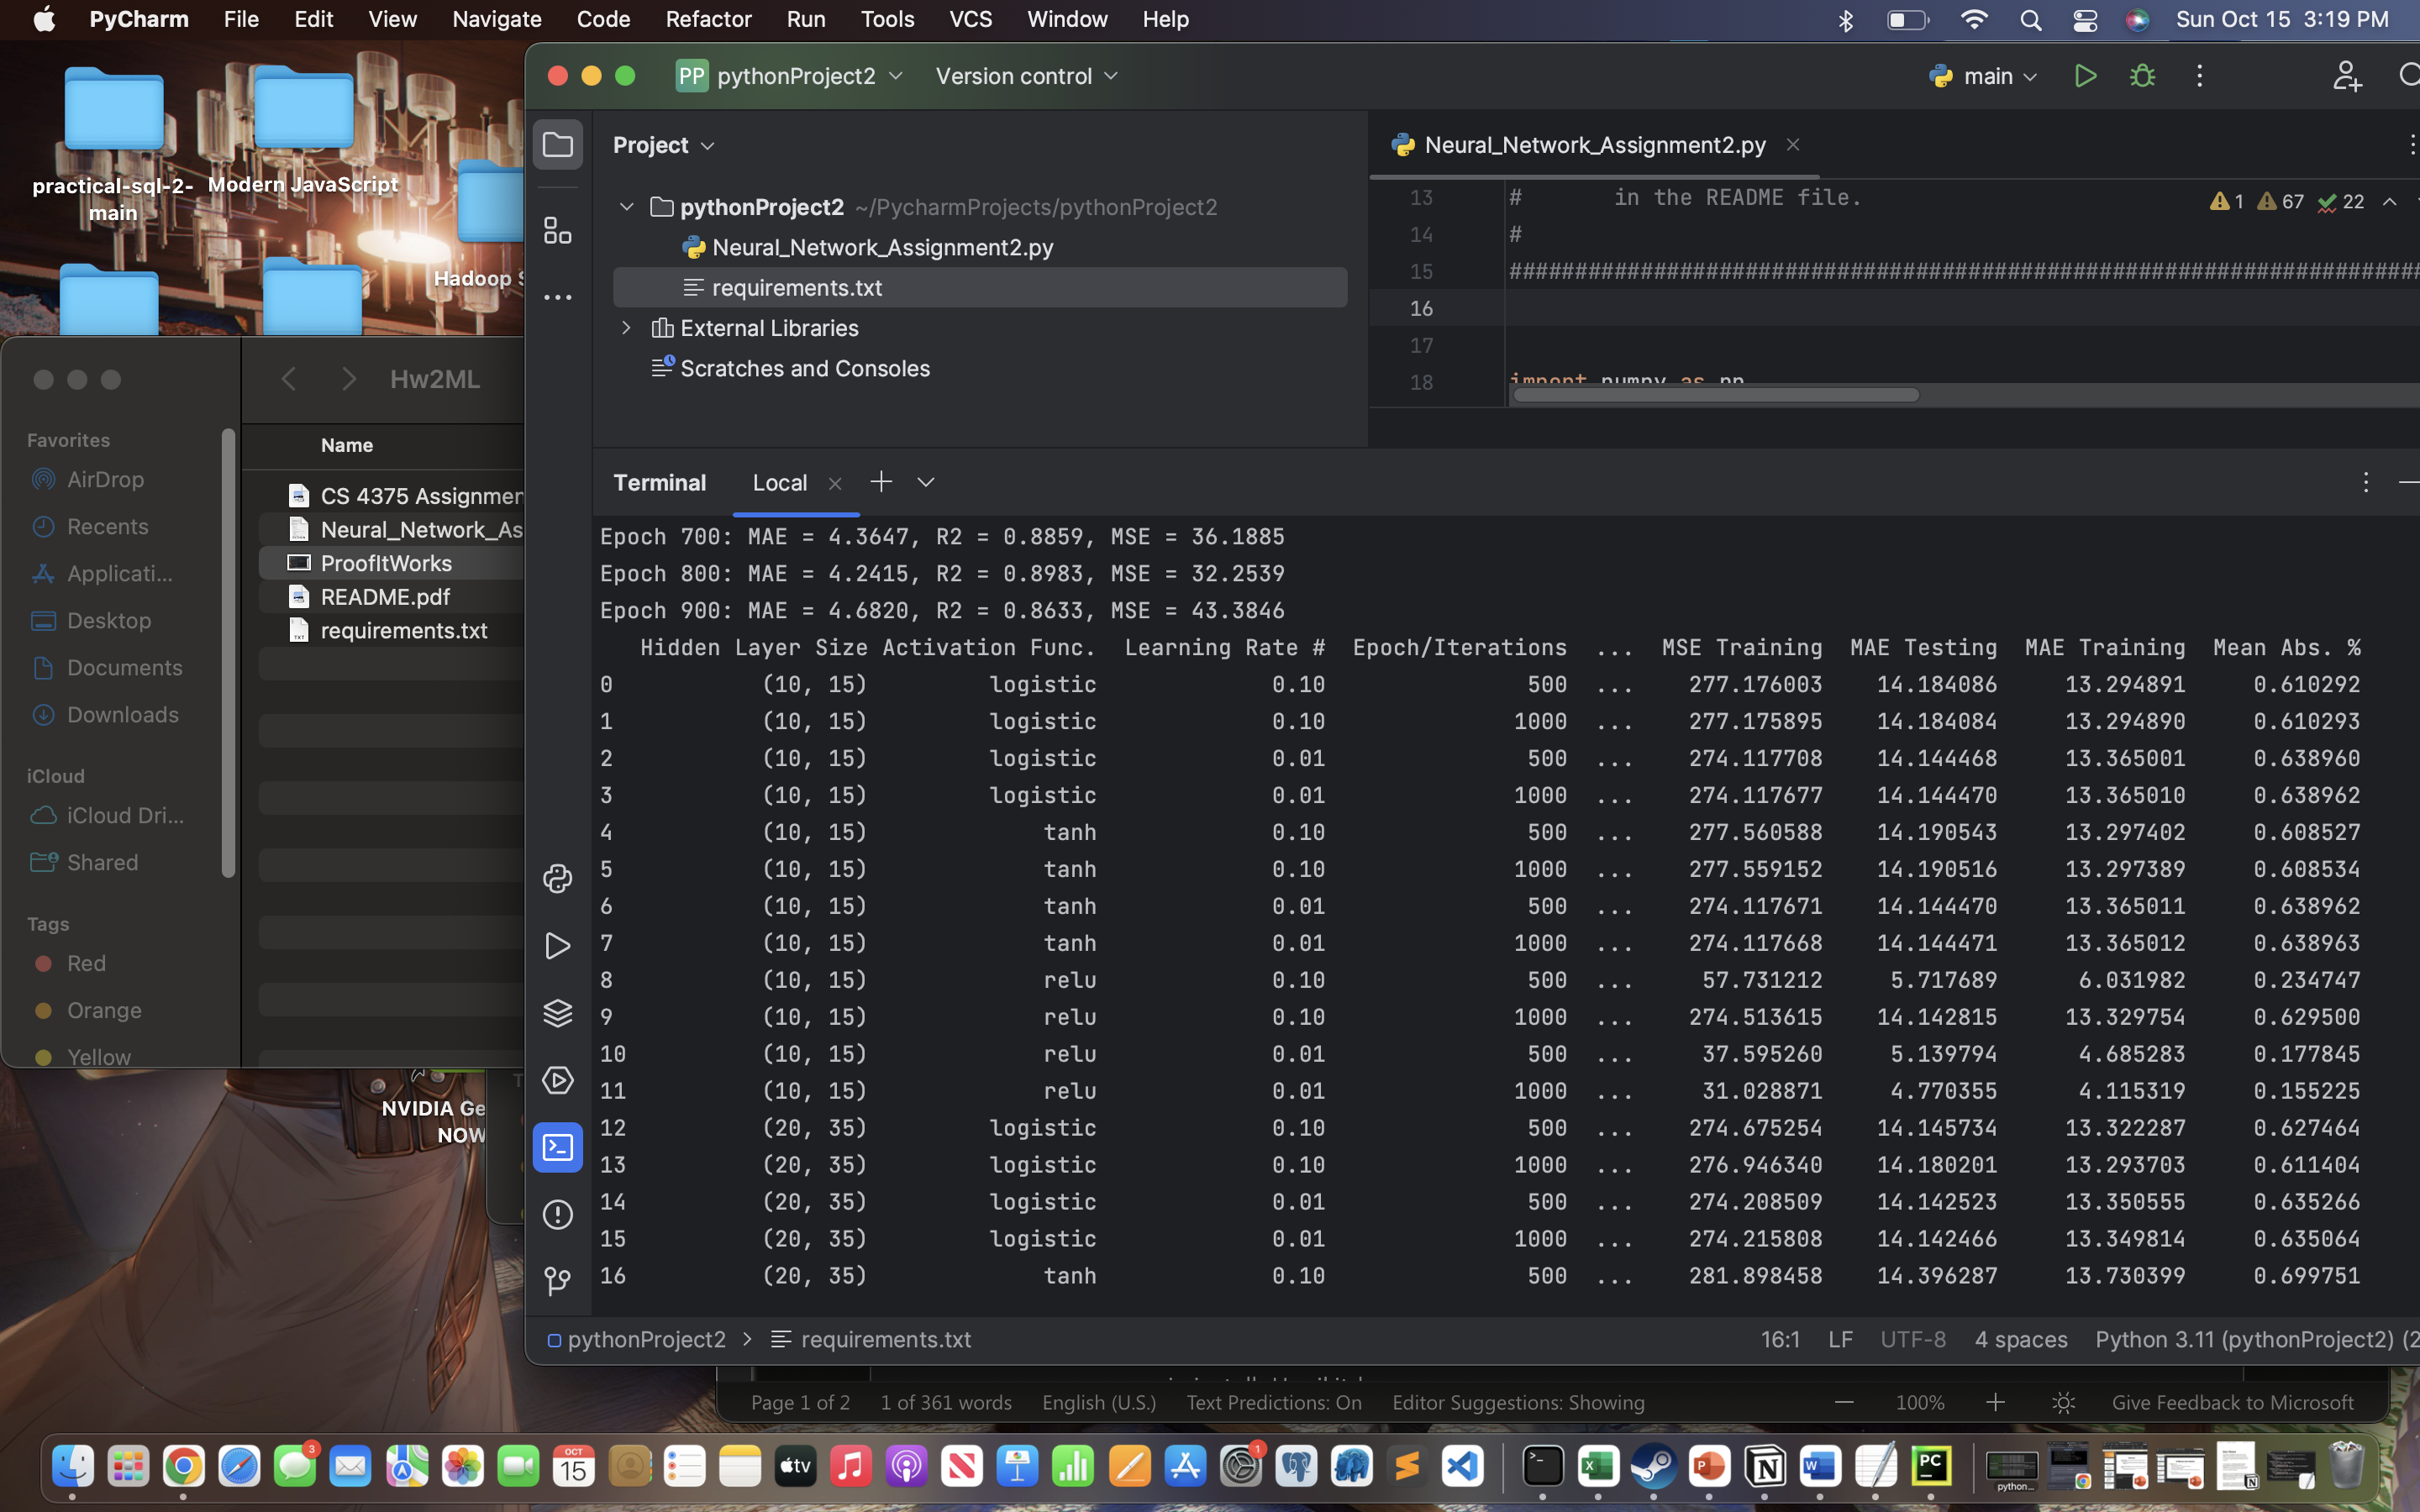 PyCharm File Edit View Navigate Code Refactor Run Tools VCS Window Help Sun Oct 15 3:19 PM
practical-sql-2-main
Modern JavaScript
Hadoop S
PP pythonProject2 Version control main
Project
pythonProject2 ~/PycharmProjects/pythonProject2
Neural_Network_Assignment2.py
requirements.txt
External Libraries
Scratches and Consoles
Neural_Network_Assignment2.py
1 67 22
13 # in the README file.
14 #
15 ######################################################################
16
17
18 import numpy as np
Hw2ML
Favorites
AirDrop
Recents
Applicati...
Desktop
Documents
Downloads
iCloud
iCloud Dri...
Shared
Tags
Red
Orange
Yellow
Name
CS 4375 Assignmen
Neural_Network_As
ProofItWorks
README.pdf
requirements.txt
NVIDIA Ge
NOW
Terminal Local
Epoch 700: MAE = 4.3647, R2 = 0.8859, MSE = 36.1885
Epoch 800: MAE = 4.2415, R2 = 0.8983, MSE = 32.2539
Epoch 900: MAE = 4.6820, R2 = 0.8633, MSE = 43.3846
Hidden Layer Size Activation Func. Learning Rate # Epoch/Iterations ... MSE Training MAE Testing MAE Training Mean Abs. %
0 (10, 15) logistic 0.10 500 ... 277.176003 14.184086 13.294891 0.610292
1 (10, 15) logistic 0.10 1000 ... 277.175895 14.184084 13.294890 0.610293
2 (10, 15) logistic 0.01 500 ... 274.117708 14.144468 13.365001 0.638960
3 (10, 15) logistic 0.01 1000 ... 274.117677 14.144470 13.365010 0.638962
4 (10, 15) tanh 0.10 500 ... 277.560588 14.190543 13.297402 0.608527
5 (10, 15) tanh 0.10 1000 ... 277.559152 14.190516 13.297389 0.608534
6 (10, 15) tanh 0.01 500 ... 274.117671 14.144470 13.365011 0.638962
7 (10, 15) tanh 0.01 1000 ... 274.117668 14.144471 13.365012 0.638963
8 (10, 15) relu 0.10 500 ... 57.731212 5.717689 6.031982 0.234747
9 (10, 15) relu 0.10 1000 ... 274.513615 14.142815 13.329754 0.629500
10 (10, 15) relu 0.01 500 ... 37.595260 5.139794 4.685283 0.177845
11 (10, 15) relu 0.01 1000 ... 31.028871 4.770355 4.115319 0.155225
12 (20, 35) logistic 0.10 500 ... 274.675254 14.145734 13.322287 0.627464
13 (20, 35) logistic 0.10 1000 ... 276.946340 14.180201 13.293703 0.611404
14 (20, 35) logistic 0.01 500 ... 274.208509 14.142523 13.350555 0.635266
15 (20, 35) logistic 0.01 1000 ... 274.215808 14.142466 13.349814 0.635064
16 (20, 35) tanh 0.10 500 ... 281.898458 14.396287 13.730399 0.699751
pythonProject2 > requirements.txt 16:1 LF UTF-8 4 spaces Python 3.11 (pythonProject2) (2
Page 1 of 2 1 of 361 words English (U.S.) Text Predictions: On Editor Suggestions: Showing 100% Give Feedback to Microsoft
3 OCT 15 tv 1 PC python...